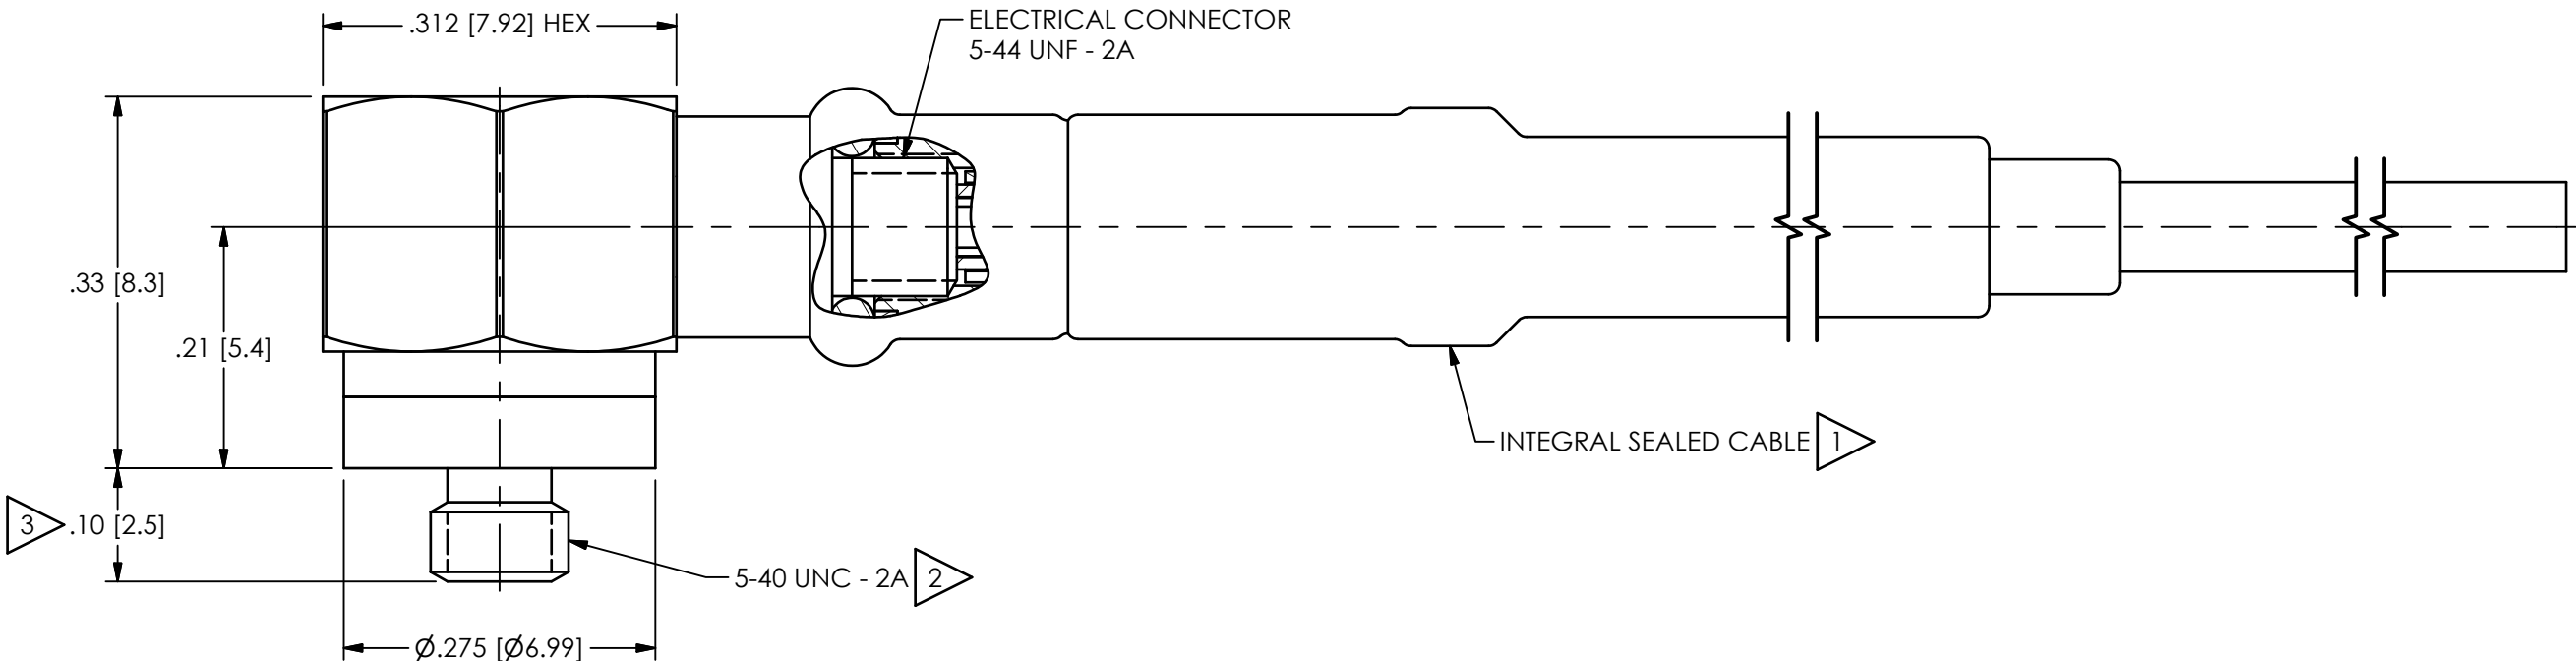 .312 [7.92] HEX
ELECTRICAL CONNECTOR
5-44 UNF - 2A
.33 [8.3]
.21 [5.4]
INTEGRAL SEALED CABLE 1
3 .10 [2.5]
5-40 UNC - 2A 2
Ø.275 [Ø6.99]